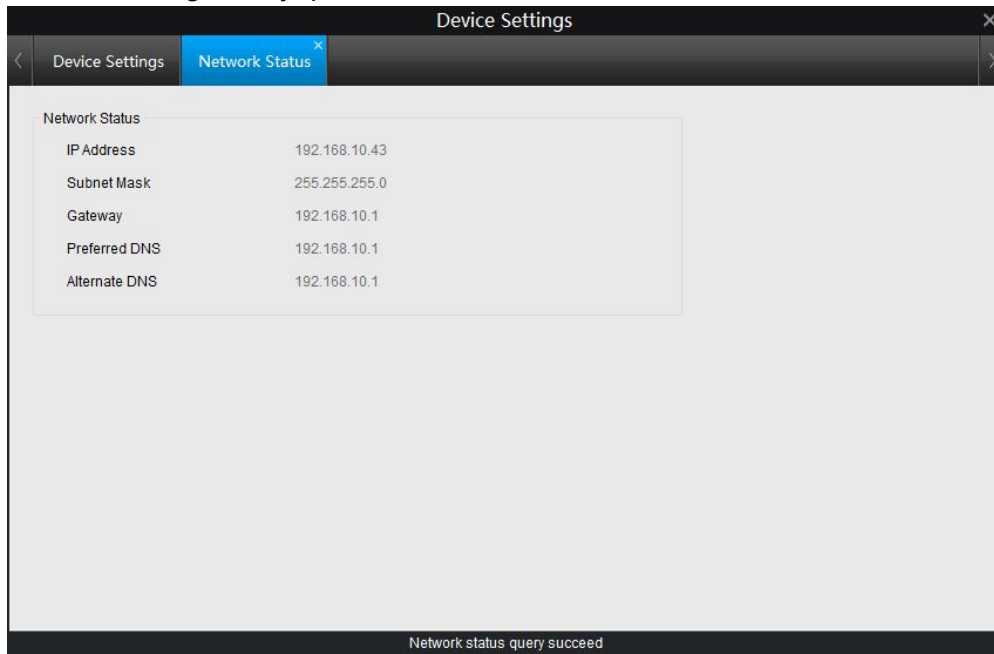 Device Settings
Device Settings
Network Status
Network Status
IP Address 192.168.10.43
Subnet Mask 255.255.255.0
Gateway 192.168.10.1
Preferred DNS 192.168.10.1
Alternate DNS 192.168.10.1
Network status query succeed